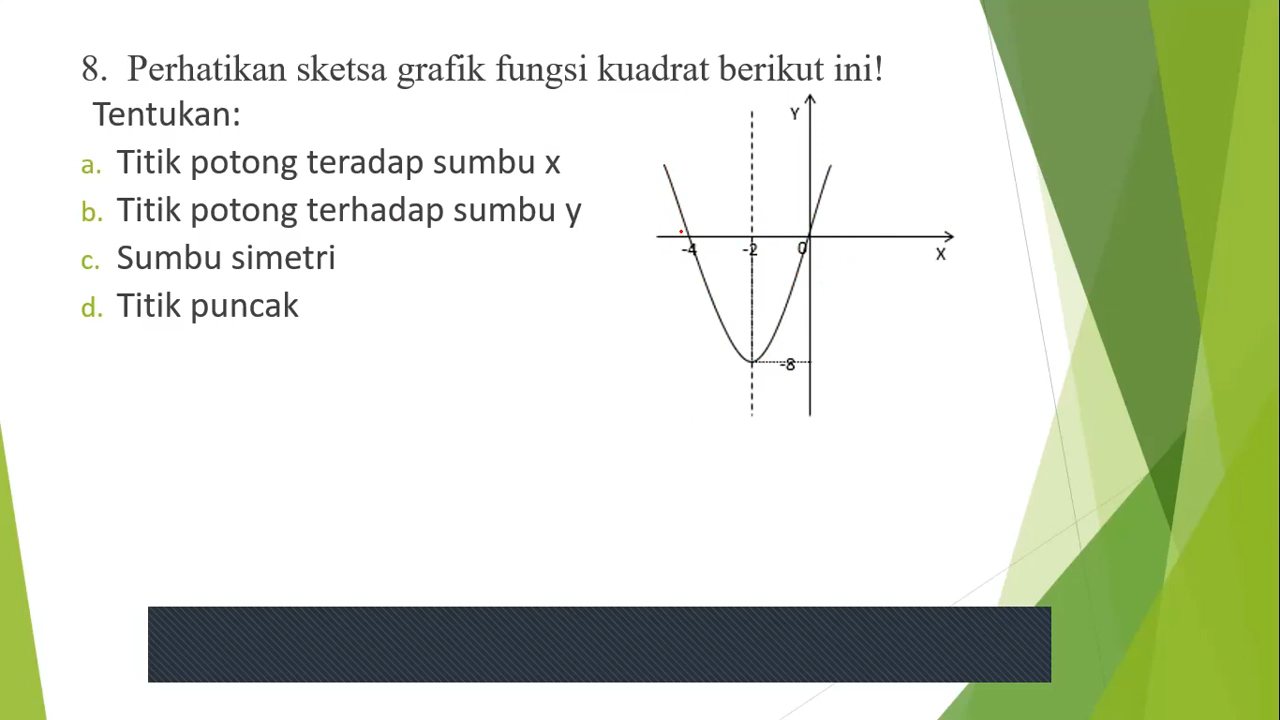 8. Perhatikan sketsa grafik fungsi kuadrat berikut ini!
Tentukan:
a. Titik potong teradap sumbu x
b. Titik potong terhadap sumbu y
c. Sumbu simetri
d. Titik puncak
Y
-4 -2 0
X
-8